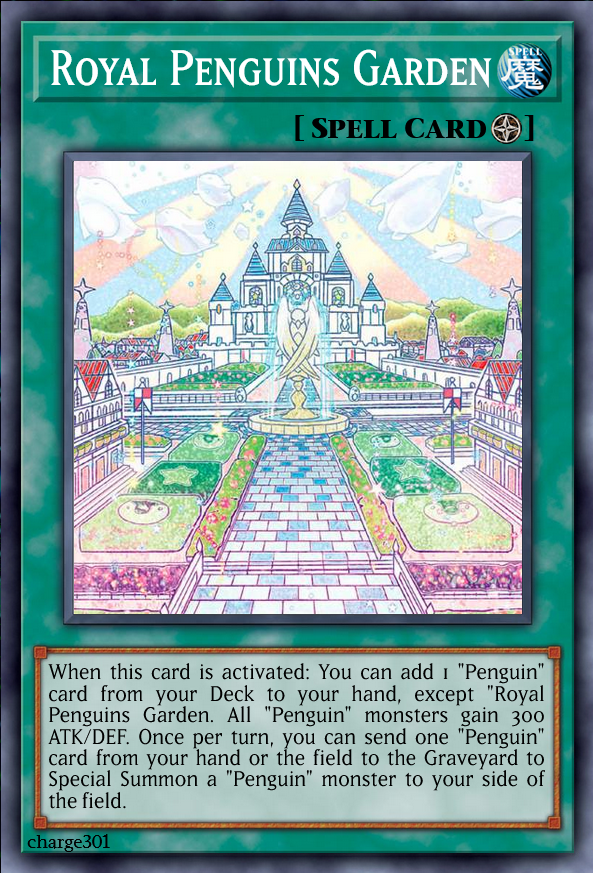 Royal Penguins Garden
SPELL
魔
[ Spell Card ]
When this card is activated: You can add 1 "Penguin"
card from your Deck to your hand, except "Royal
Penguins Garden. All "Penguin" monsters gain 300
ATK/DEF. Once per turn, you can send one "Penguin"
card from your hand or the field to the Graveyard to
Special Summon a "Penguin" monster to your side of
the field.
charge301